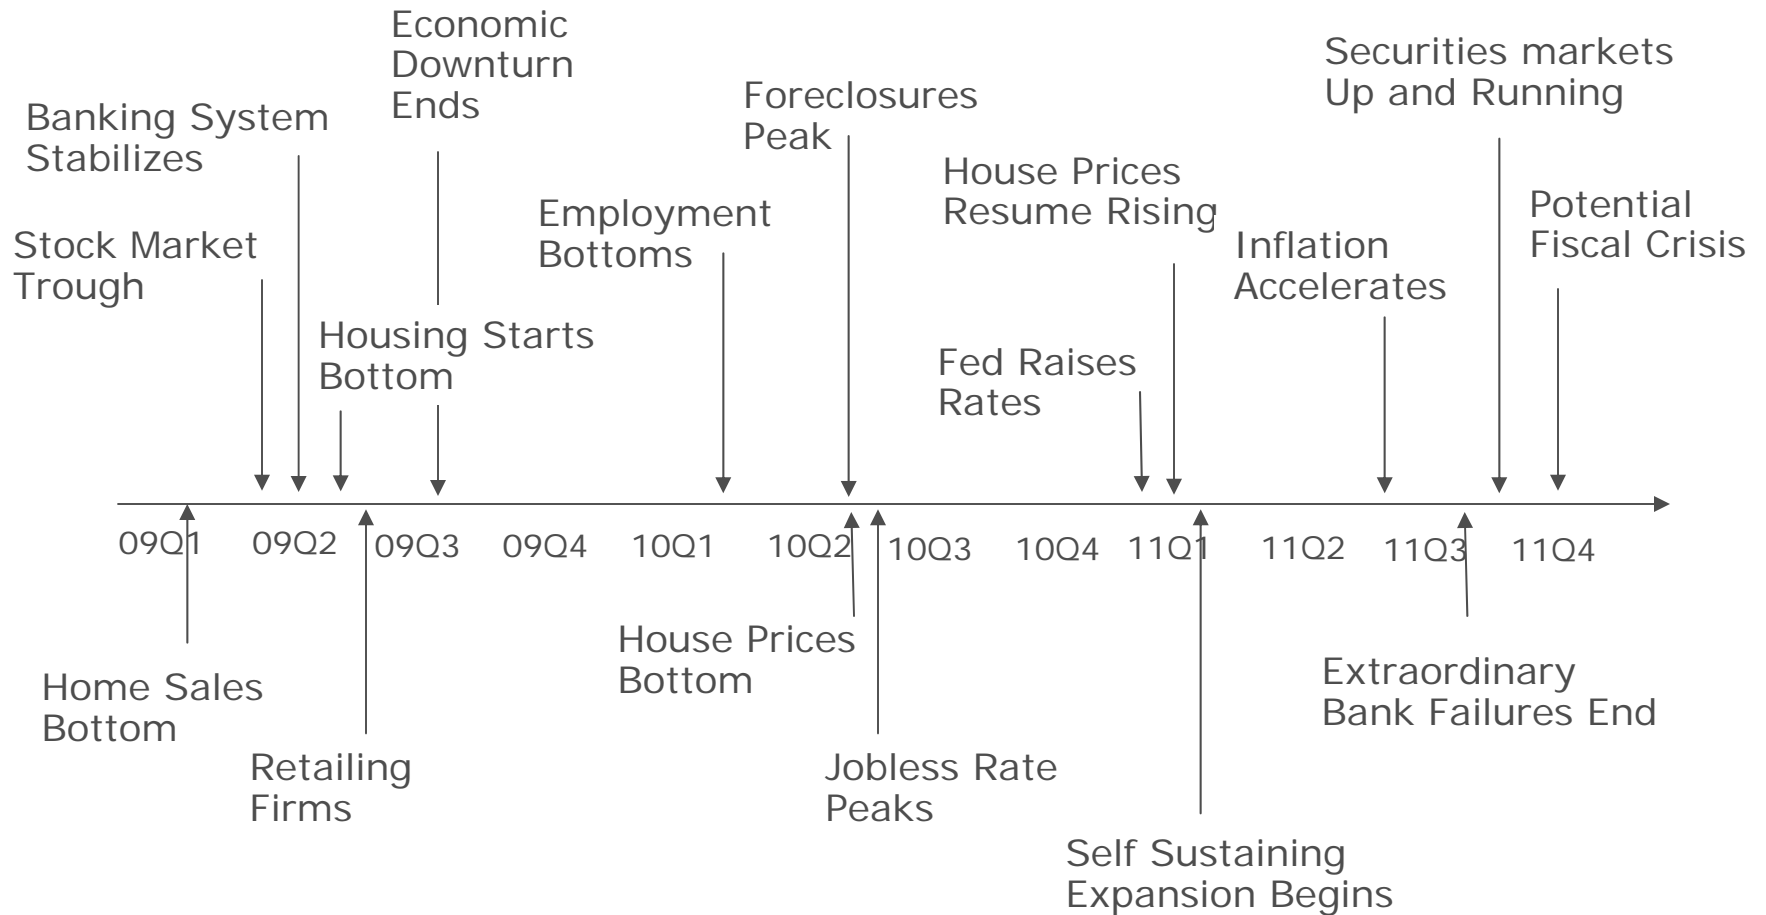 Economic
Downturn
Ends
Securities markets
Up and Running
Foreclosures
Peak
Banking System
Stabilizes
House Prices
Resume Rising
Potential
Fiscal Crisis
Employment
Bottoms
Stock Market
Trough
Inflation
Accelerates
Housing Starts
Bottom
Fed Raises
Rates
09Q1 09Q2 09Q3 09Q4 10Q1 10Q2 10Q3 10Q4 11Q1 11Q2 11Q3 11Q4
House Prices
Bottom
Extraordinary
Bank Failures End
Home Sales
Bottom
Retailing
Firms
Jobless Rate
Peaks
Self Sustaining
Expansion Begins